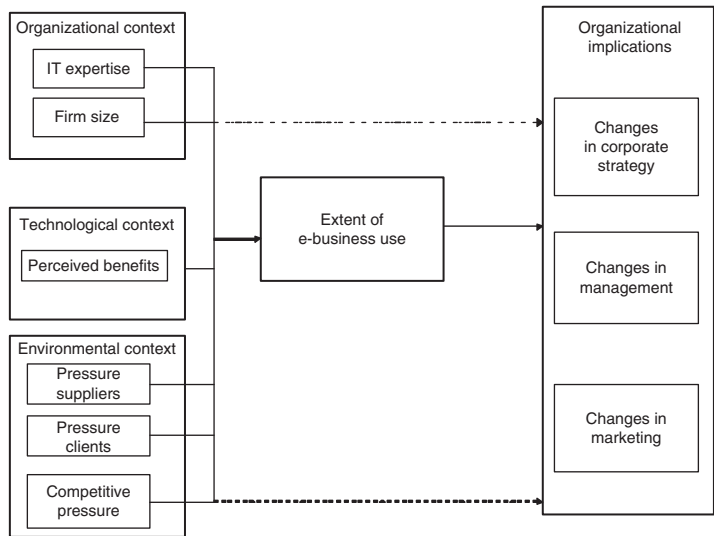 Organizational context
IT expertise
Firm size
Technological context
Perceived benefits
Environmental context
Pressure
suppliers
Pressure
clients
Competitive
pressure
Extent of
e-business use
Organizational
implications
Changes
in corporate
strategy
Changes in
management
Changes in
marketing